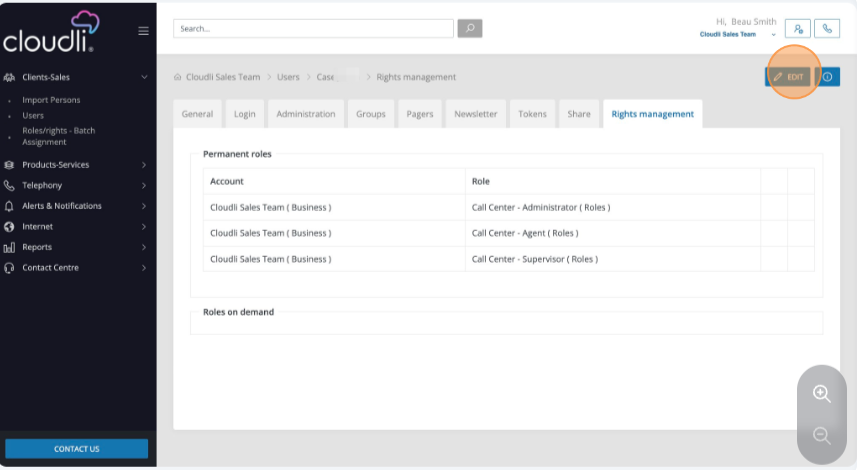 cloudli.
Search...
Hi, Beau Smith
Cloudli Sales Team
Clients-Sales
Import Persons
Users
Roles/rights - Batch
Assignment
Products-Services
Telephony
Alerts & Notifications
Internet
Reports
Contact Centre
CONTACT US
Cloudli Sales Team > Users > Case > Rights management
EDIT
General Login Administration Groups Pagers Newsletter Tokens Share Rights management
Permanent roles
Account Role
Cloudli Sales Team ( Business ) Call Center - Administrator ( Roles )
Cloudli Sales Team ( Business ) Call Center - Agent ( Roles )
Cloudli Sales Team ( Business ) Call Center - Supervisor ( Roles )
Roles on demand